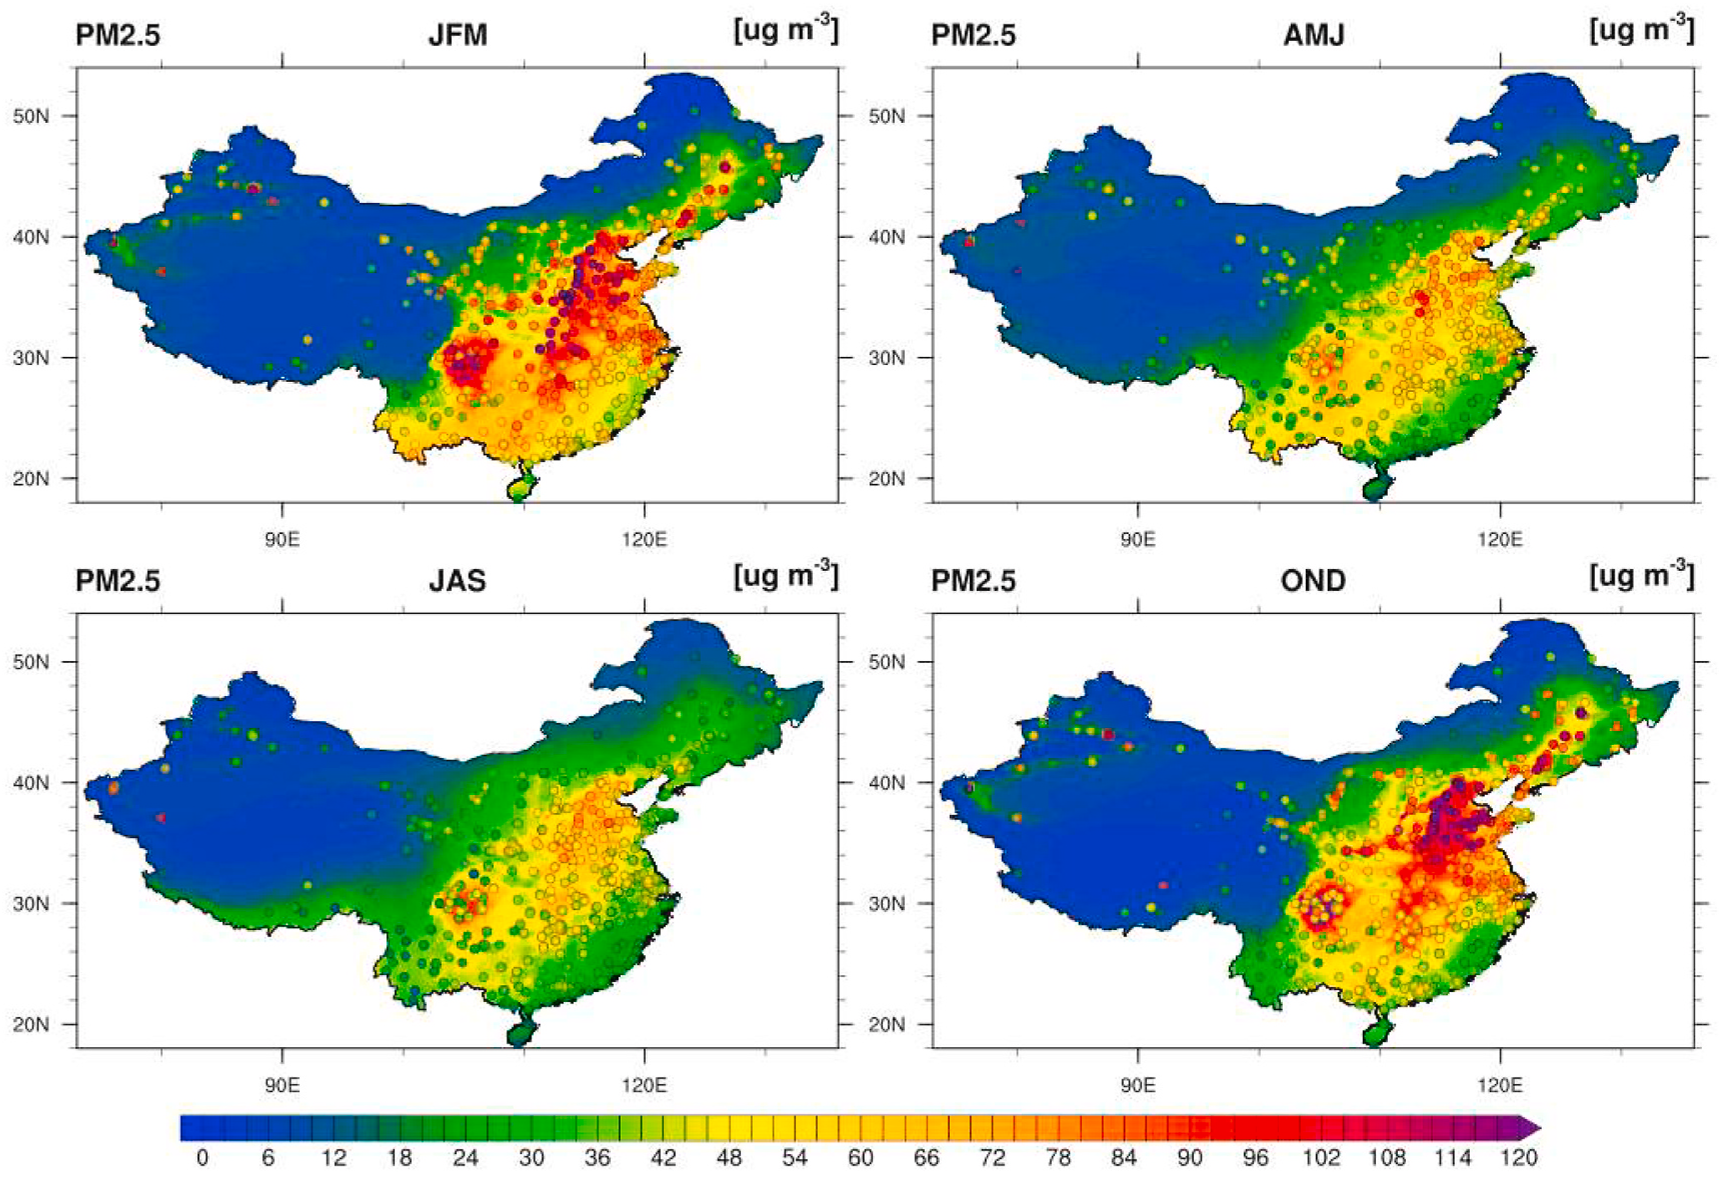 PM2.5 JFM [ug m-3] PM2.5 AMJ [ug m-3]
50N 50N
40N 40N
30N 30N
20N 20N
90E 120E 90E 120E
PM2.5 JAS [ug m-3] PM2.5 OND [ug m-3]
50N 50N
40N 40N
30N 30N
20N 20N
90E 120E 90E 120E
0 6 12 18 24 30 36 42 48 54 60 66 72 78 84 90 96 102 108 114 120